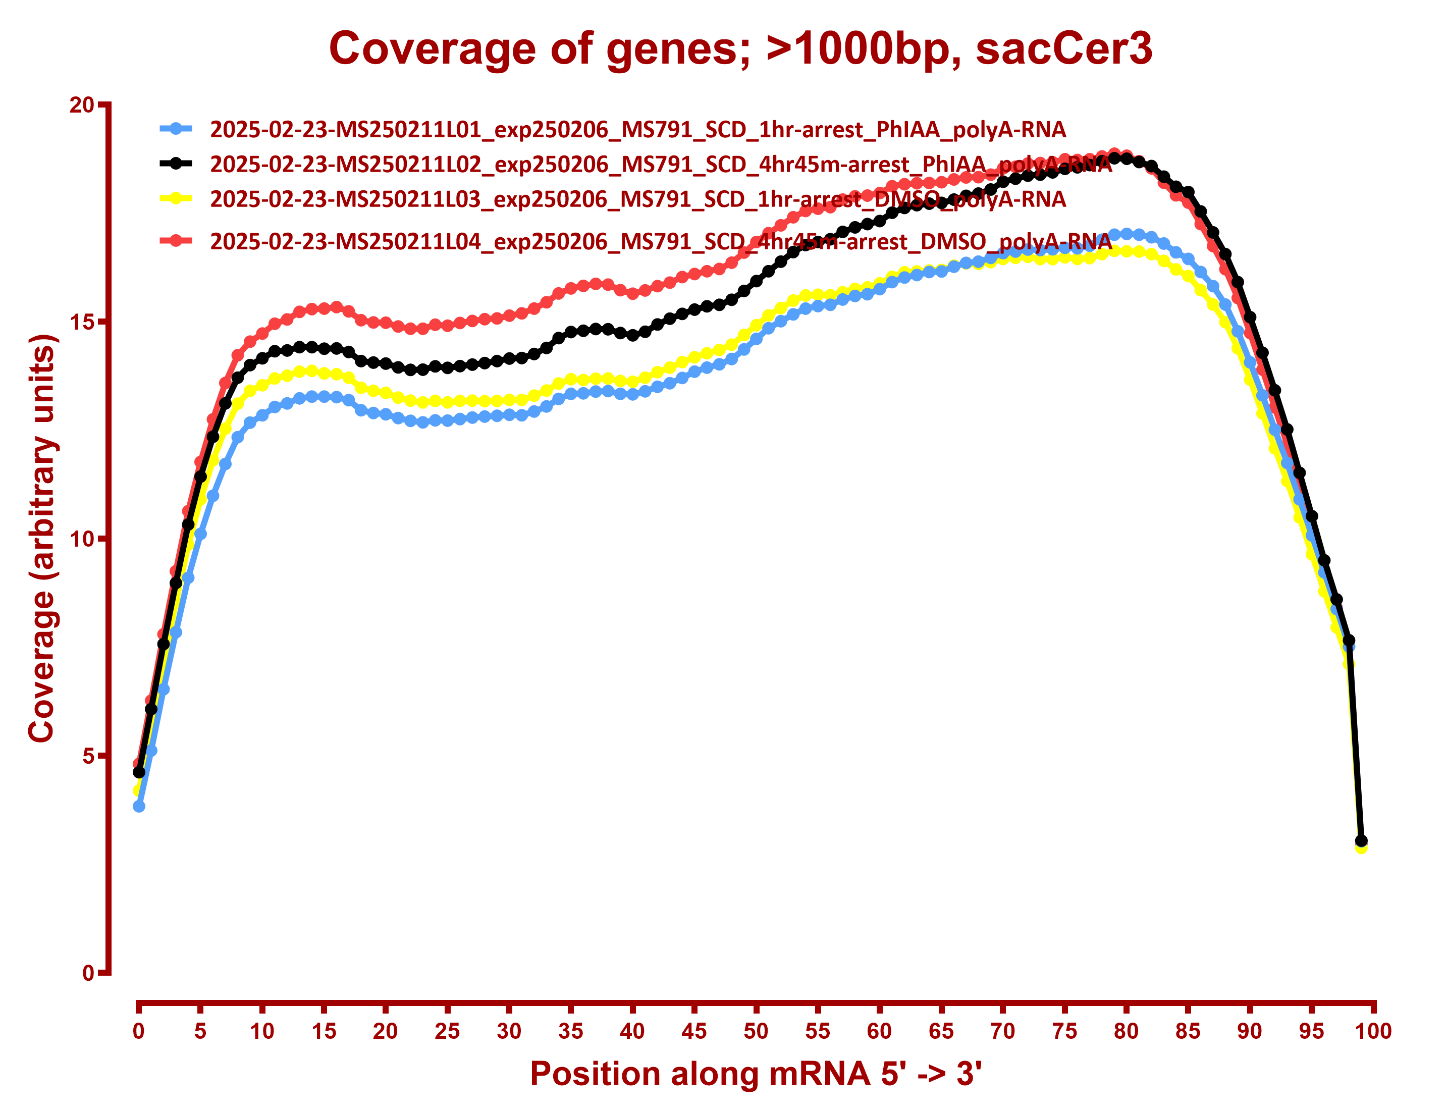 Coverage of genes; >1000bp, sacCer3
20
2025-02-23-MS250211L01_exp250206_MS791_SCD_1hr-arrest_PhIAA_polyA-RNA
2025-02-23-MS250211L02_exp250206_MS791_SCD_4hr45m-arrest_PhIAA_polyA-RNA
2025-02-23-MS250211L03_exp250206_MS791_SCD_1hr-arrest_DMSO_polyA-RNA
2025-02-23-MS250211L04_exp250206_MS791_SCD_4hr45m-arrest_DMSO_polyA-RNA
15
10
5
0
Coverage (arbitrary units)
0 5 10 15 20 25 30 35 40 45 50 55 60 65 70 75 80 85 90 95 100
Position along mRNA 5' -> 3'